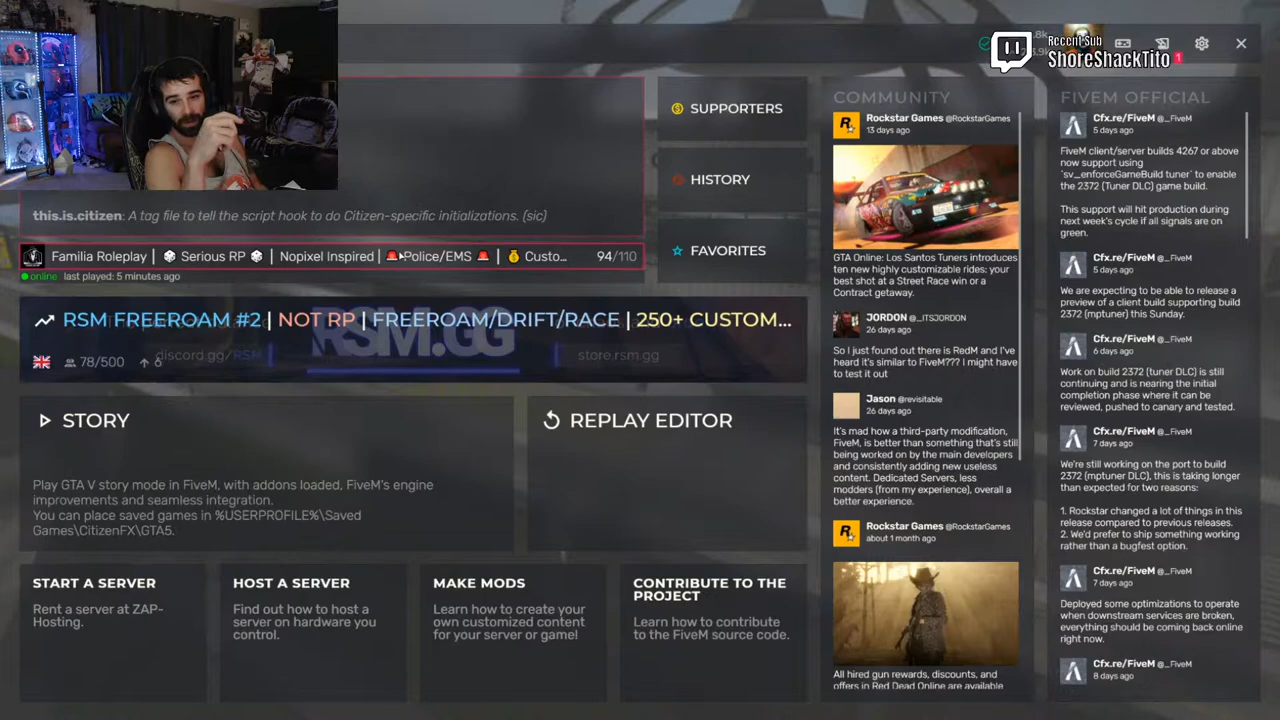 Recent Sub
ShoreShackTito
1
this.is.citizen: A tag file to tell the script hook to do Citizen-specific initializations. (sic)
Familia Roleplay | 🎲 Serious RP 🎲 | Nopixel Inspired | 🚨Police/EMS 🚨 | 💰 Custo... 94/110
online last played: 5 minutes ago
RSM FREEROAM #2 | NOT RP | FREEROAM/DRIFT/RACE | 250+ CUSTOM...
78/500 6
discord.gg/RSM
RSM.GG
store.rsm.gg
STORY
Play GTA V story mode in FiveM, with addons loaded, FiveM's engine
improvements and seamless integration.
You can place saved games in %USERPROFILE%\Saved
Games\CitizenFX\GTA5.
REPLAY EDITOR
START A SERVER
Rent a server at ZAP-
Hosting.
HOST A SERVER
Find out how to host a
server on hardware you
control.
MAKE MODS
Learn how to create your
own customized content
for your server or game!
CONTRIBUTE TO THE
PROJECT
Learn how to contribute
to the FiveM source code.
SUPPORTERS
HISTORY
FAVORITES
COMMUNITY
Rockstar Games @RockstarGames
13 days ago
GTA Online: Los Santos Tuners introduces
ten new highly customizable rides: your
best shot at a Street Race win or a
Contract getaway.
JORDON @_ITSJORDON
26 days ago
So I just found out there is RedM and I've
heard it's similar to FiveM??? I might have
to test it out
Jason @revisitable
26 days ago
It's mad how a third-party modification,
FiveM, is better than something that's still
being worked on by the main developers
and consistently adding new useless
content. Dedicated Servers, less
modders (from my experience), overall a
better experience.
Rockstar Games @RockstarGames
about 1 month ago
All hired gun rewards, discounts, and
offers in Red Dead Online are available
FIVEM OFFICIAL
Cfx.re/FiveM @_FiveM
5 days ago
FiveM client/server builds 4267 or above
now support using
`sv_enforceGameBuild tuner` to enable
the 2372 (Tuner DLC) game build.
This support will hit production during
next week's cycle if all signals are on
green.
Cfx.re/FiveM @_FiveM
5 days ago
We are expecting to be able to release a
preview of a client build supporting build
2372 (mptuner) this Sunday.
Cfx.re/FiveM @_FiveM
6 days ago
Work on build 2372 (tuner DLC) is still
continuing and is nearing the initial
completion phase where it can be
reviewed, pushed to canary and tested.
Cfx.re/FiveM @_FiveM
7 days ago
We're still working on the port to build
2372 (mptuner DLC), this is taking longer
than expected for two reasons:
1. Rockstar changed a lot of things in this
release compared to previous releases.
2. We'd prefer to ship something working
rather than a bugfest option.
Cfx.re/FiveM @_FiveM
7 days ago
Deployed some optimizations to operate
when downstream services are broken,
everything should be coming back online
right now.
Cfx.re/FiveM @_FiveM
8 days ago